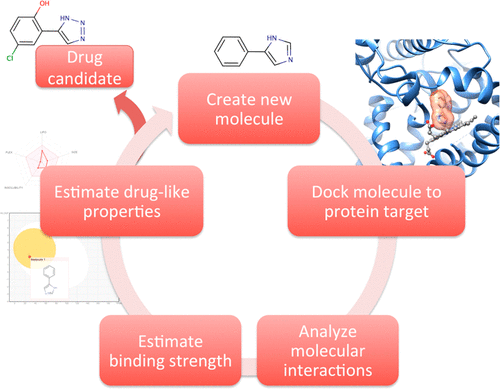 OH
HN
N
N
Cl
Drug
candidate
HN
N
Create new
molecule
Dock molecule to
protein target
Analyze
molecular
interactions
Estimate
binding strength
Estimate drug-like
properties